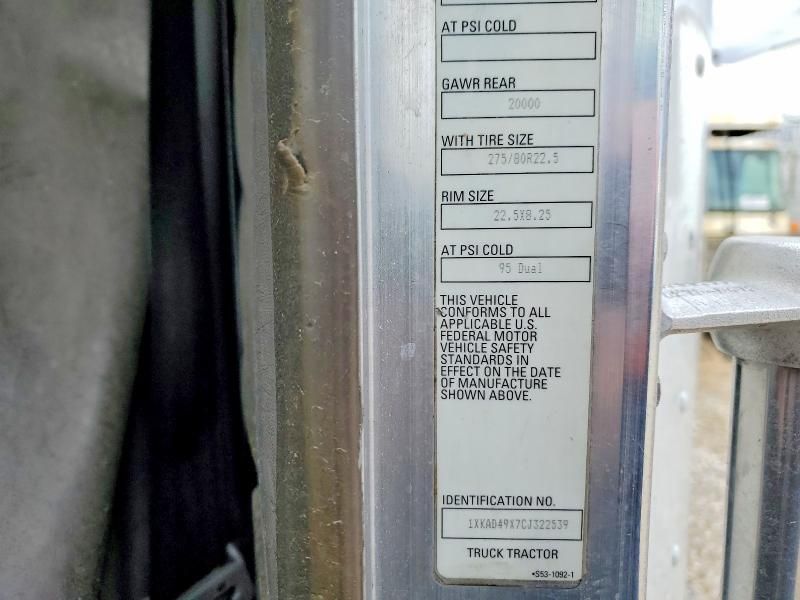 AT PSI COLD
GAWR REAR
20000
WITH TIRE SIZE
275/80R22.5
RIM SIZE
22.5X8.25
AT PSI COLD
95 Dual
THIS VEHICLE
CONFORMS TO ALL
APPLICABLE U.S.
FEDERAL MOTOR
VEHICLE SAFETY
STANDARDS IN
EFFECT ON THE DATE
OF MANUFACTURE
SHOWN ABOVE.
IDENTIFICATION NO.
1XKAD49X7CJ322539
TRUCK TRACTOR
•S53-1092-1